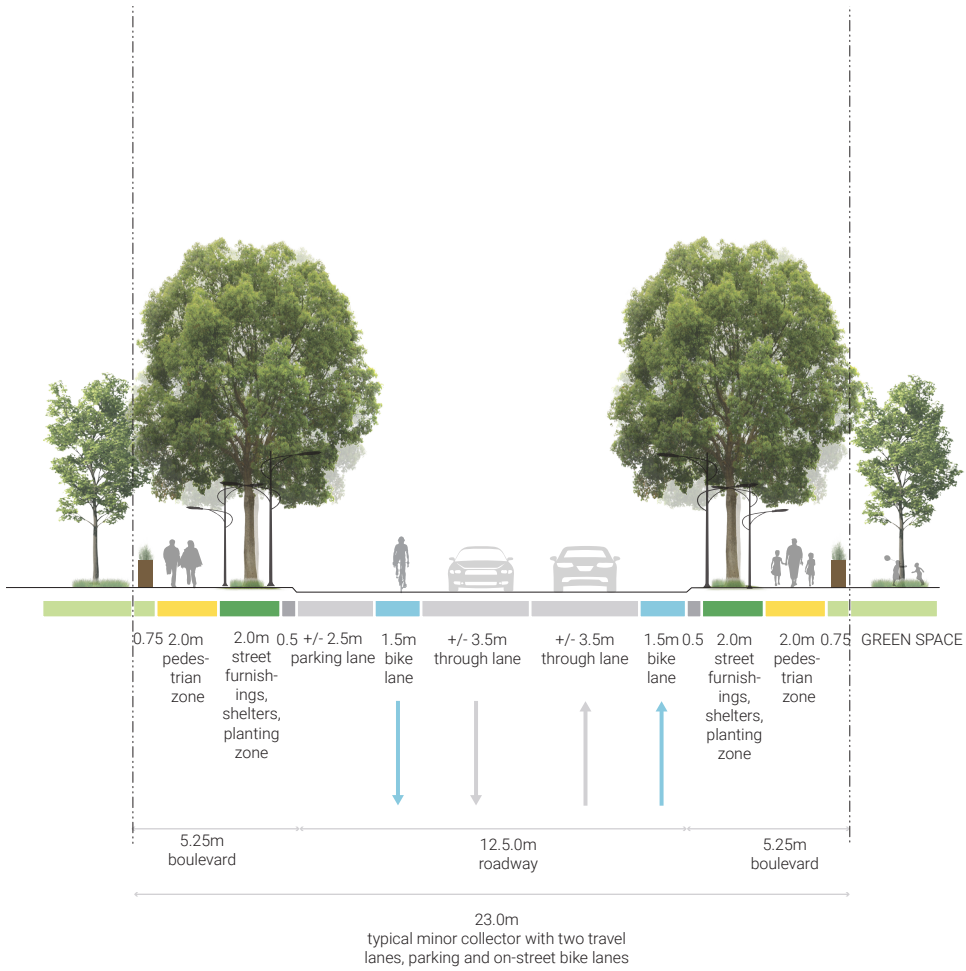 0.75
2.0m
pedes-
trian
zone
2.0m
street
furnish-
ings,
shelters,
planting
zone
0.5
+/- 2.5m
parking lane
1.5m
bike
lane
+/- 3.5m
through lane
+/- 3.5m
through lane
1.5m
bike
lane
0.5
2.0m
street
furnish-
ings,
shelters,
planting
zone
2.0m
pedes-
trian
zone
0.75
GREEN SPACE
5.25m
boulevard
12.5.0m
roadway
5.25m
boulevard
23.0m
typical minor collector with two travel
lanes, parking and on-street bike lanes